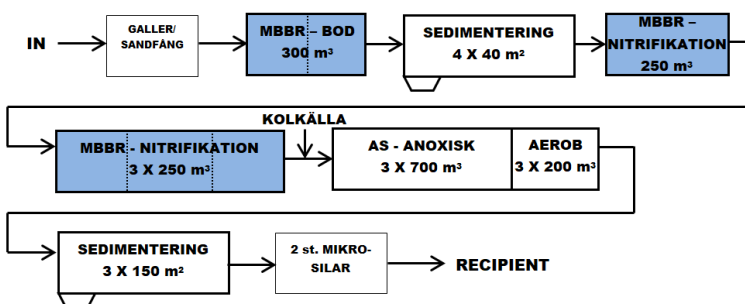 IN
GALLER/
SANDFÅNG
MBBR – BOD
300 m³
SEDIMENTERING
4 X 40 m²
MBBR –
NITRIFIKATION
250 m³
KOLKÄLLA
MBBR - NITRIFIKATION
3 X 250 m³
AS - ANOXISK
3 X 700 m³
AEROB
3 X 200 m³
SEDIMENTERING
3 X 150 m²
2 st. MIKRO-
SILAR
RECIPIENT